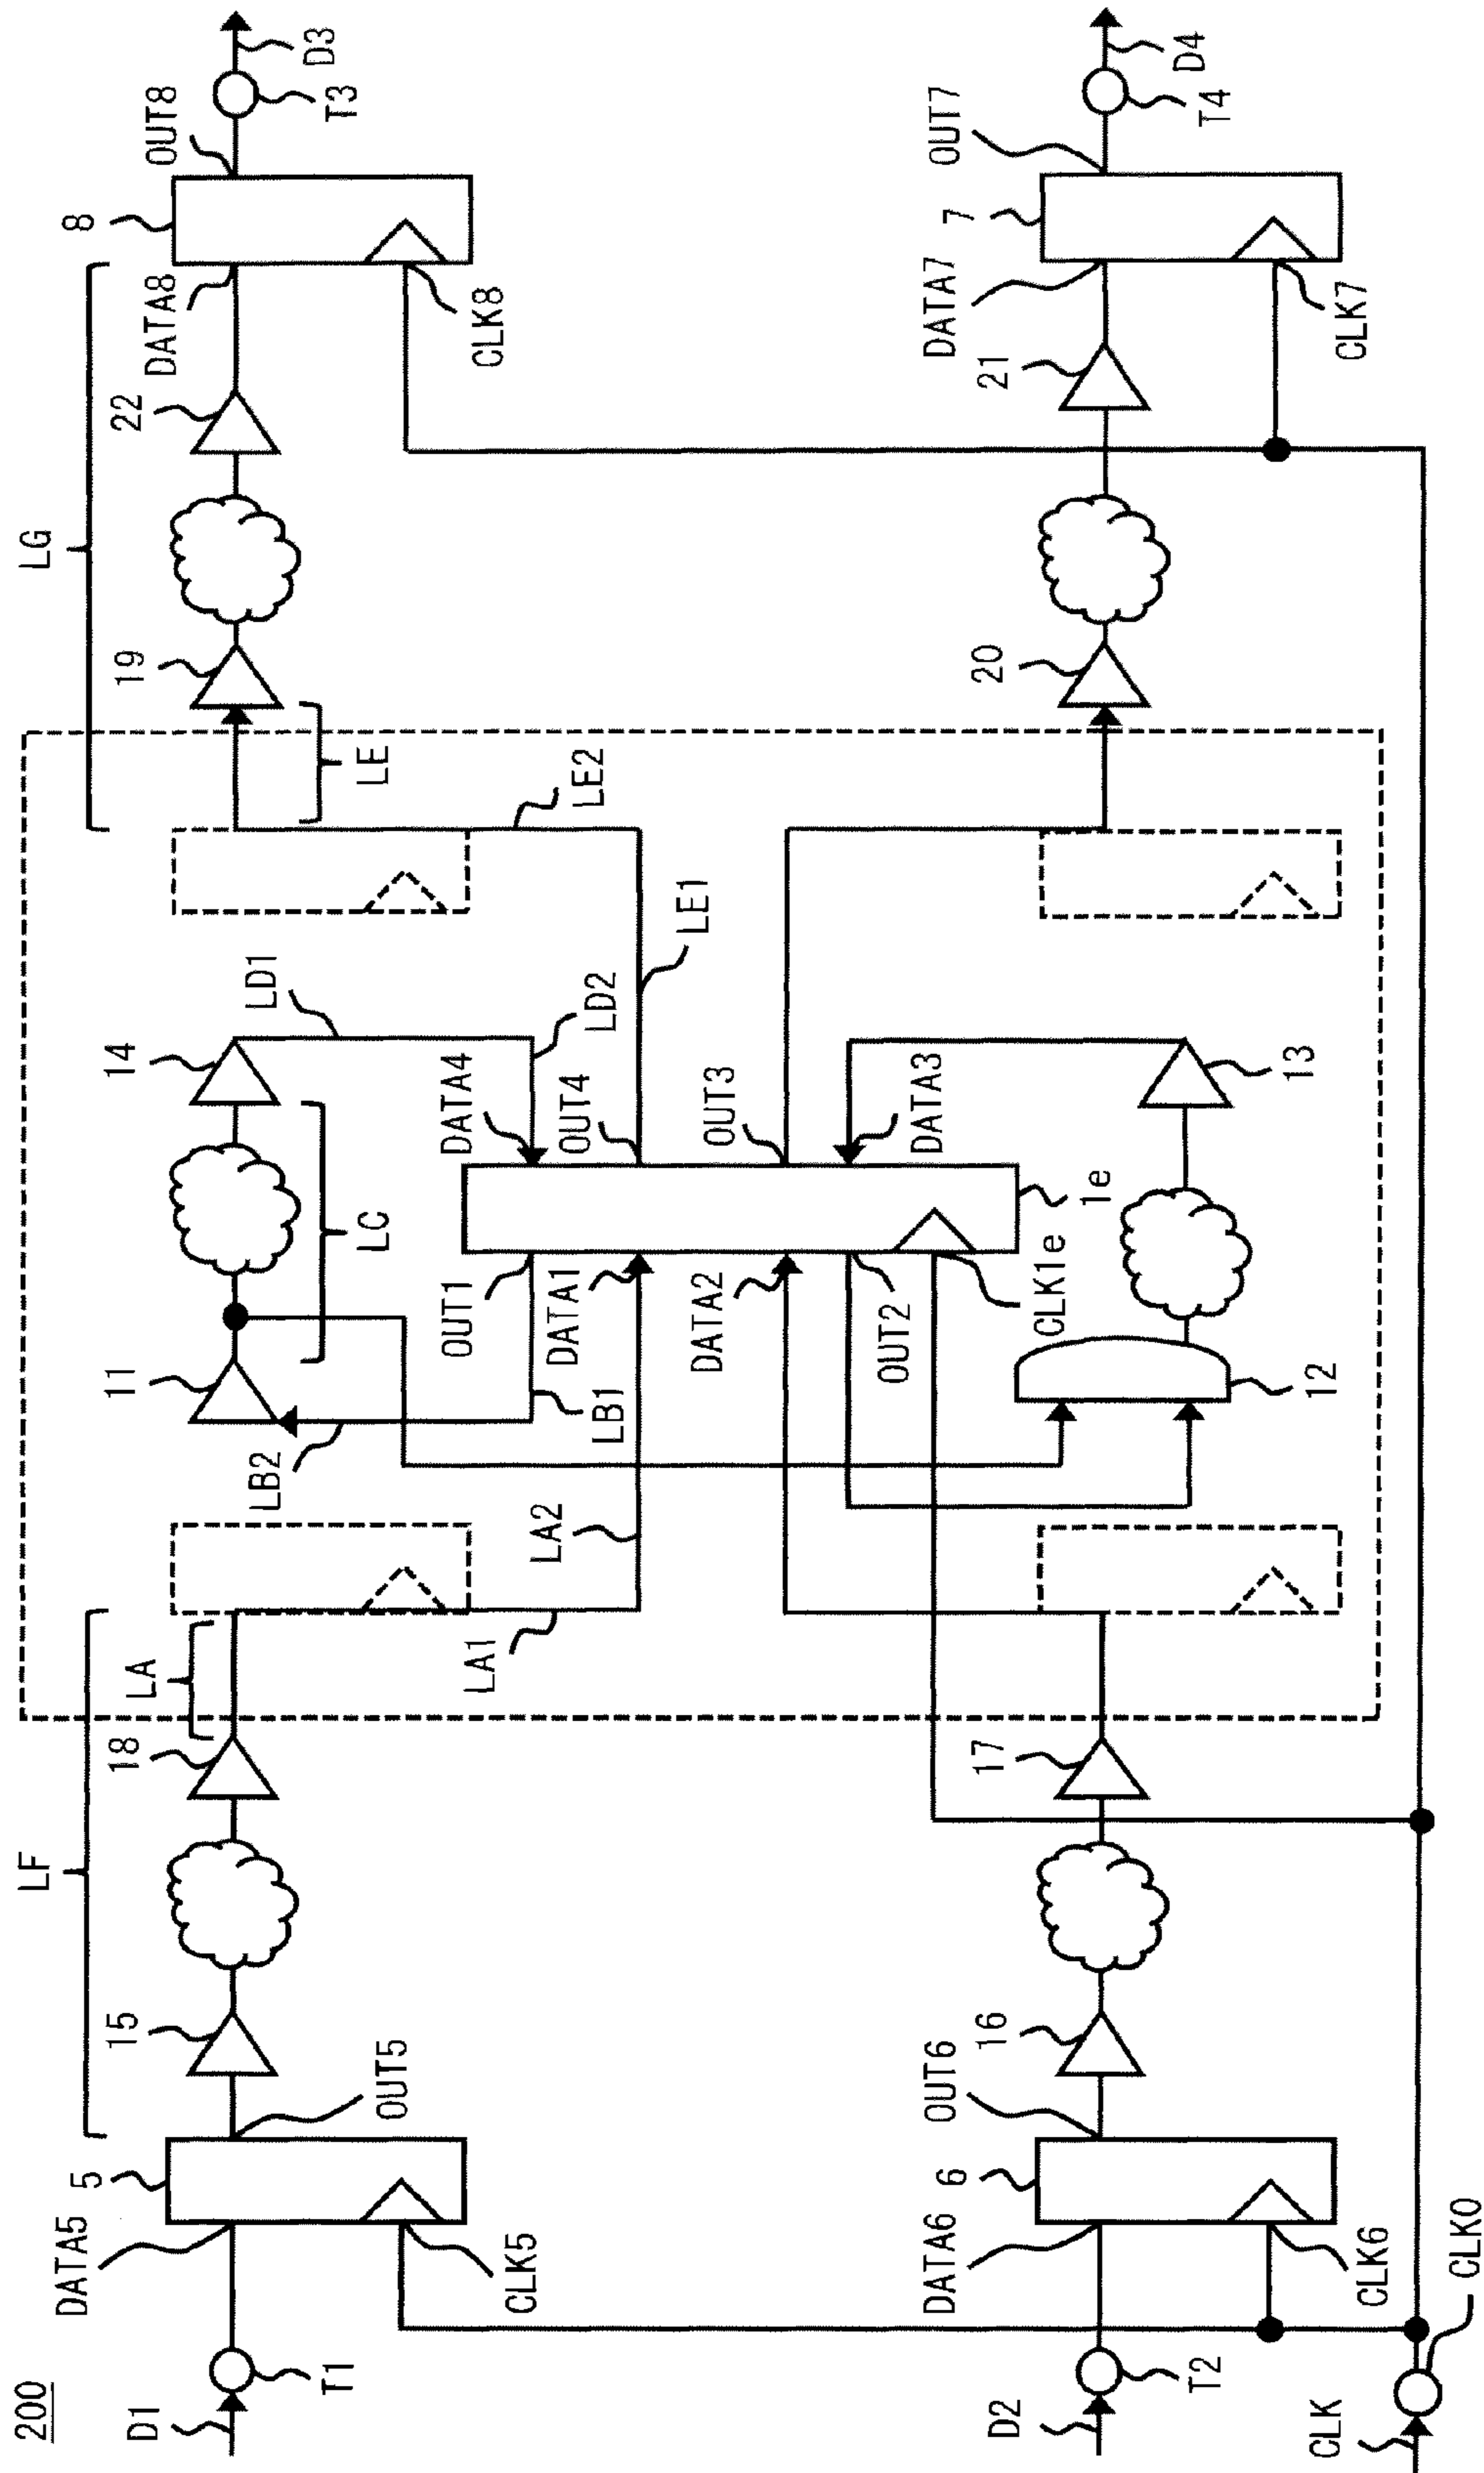 200
LF
LG
D1
T1
DATA5
5
CLK5
OUT5
15
18
LA
LA1
LA2
LB2
LB1
11
LC
14
LD1
LD2
OUT1
DATA1
DATA4
OUT4
LE1
LE2
LE
19
22
DATA8
8
CLK8
OUT8
T3
D3
DATA2
OUT2
CLK1e
1e
OUT3
DATA3
12
13
D2
T2
DATA6
6
CLK6
OUT6
16
17
20
21
DATA7
7
CLK7
OUT7
T4
D4
CLK
CLK0